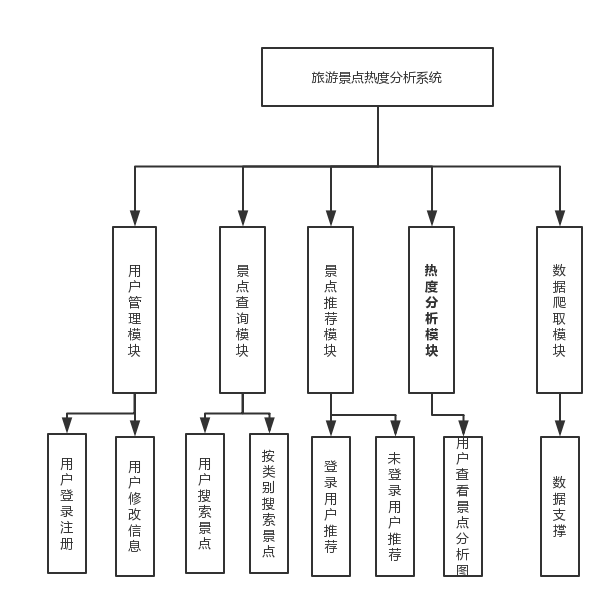 旅游景点热度分析系统
用户管理模块
景点查询模块
景点推荐模块
热度分析模块
数据爬取模块
用户登录注册
用户修改信息
用户搜索景点
按类别搜索景点
登录用户推荐
未登录用户推荐
用户查看景点分析图
数据支撑